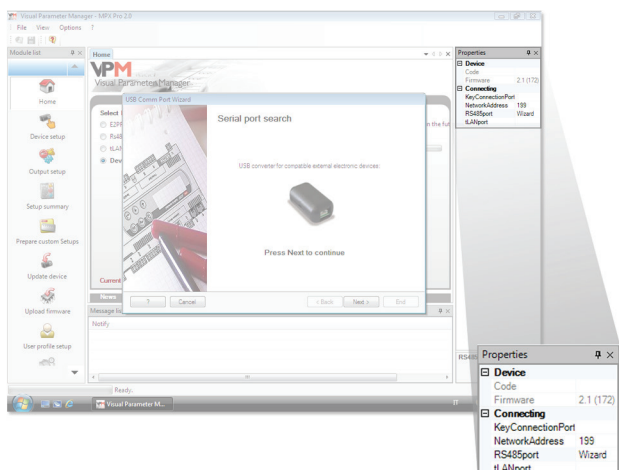 Visual Parameter Manager - MPX Pro 2.0
File View Options ?
Module list
Home
Device setup
Output setup
Setup summary
Prepare custom Setups
Update device
Upload firmware
User profile setup
Home
VPM
Visual Parameter Manager
USB Comm Port Wizard
Serial port search
USB converter for compatible external electronic devices:
Press Next to continue
? Cancel < Back Next > End
Current
News
Notify
Ready.
Visual Parameter M...
IT
Properties
Device
Code
Firmware 2.1 (172)
Connecting
KeyConnectionPort
NetworkAddress 199
RS485port Wizard
tLANport
Properties
Device
Code
Firmware 2.1 (172)
Connecting
KeyConnectionPort
NetworkAddress 199
RS485port Wizard
tLANport